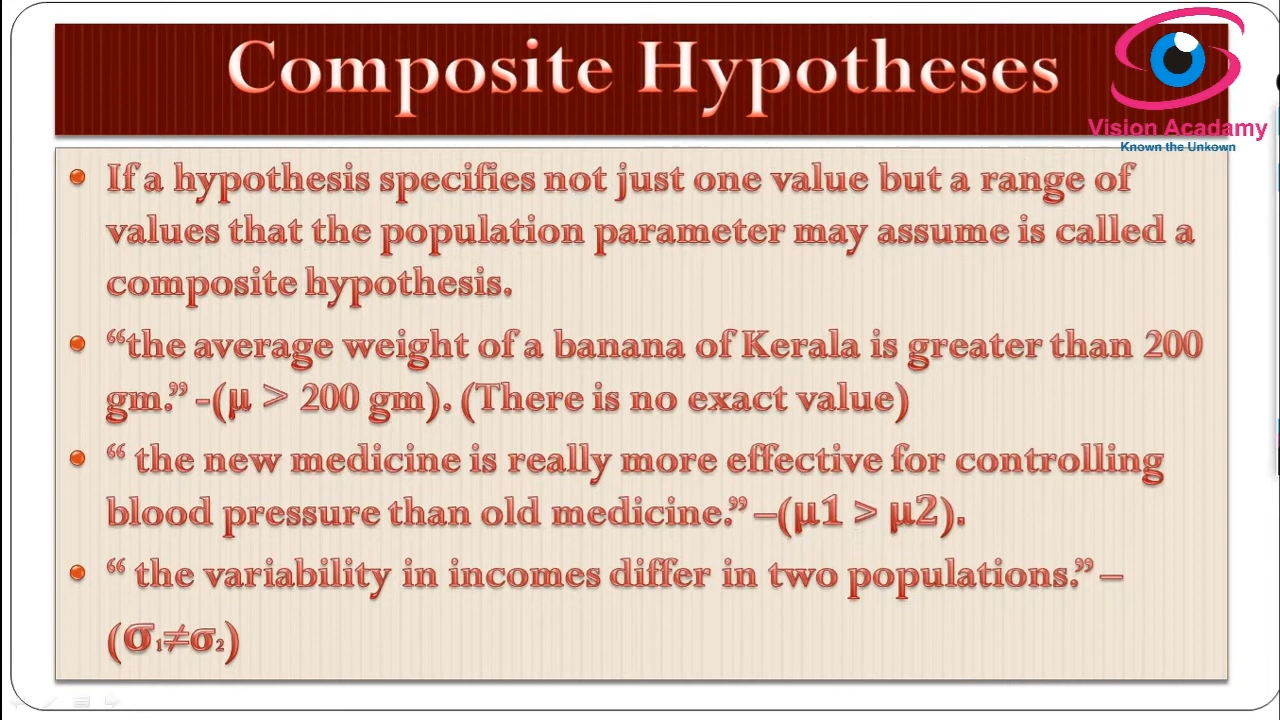 Composite Hypotheses
Vision Acadamy
Known the Unkown
• If a hypothesis specifies not just one value but a range of
values that the population parameter may assume is called a
composite hypothesis.
• “the average weight of a banana of Kerala is greater than 200
gm.” -(μ > 200 gm). (There is no exact value)
• “ the new medicine is really more effective for controlling
blood pressure than old medicine.” –(μ1 > μ2).
• “ the variability in incomes differ in two populations.” –
(σ₁≠σ₂)